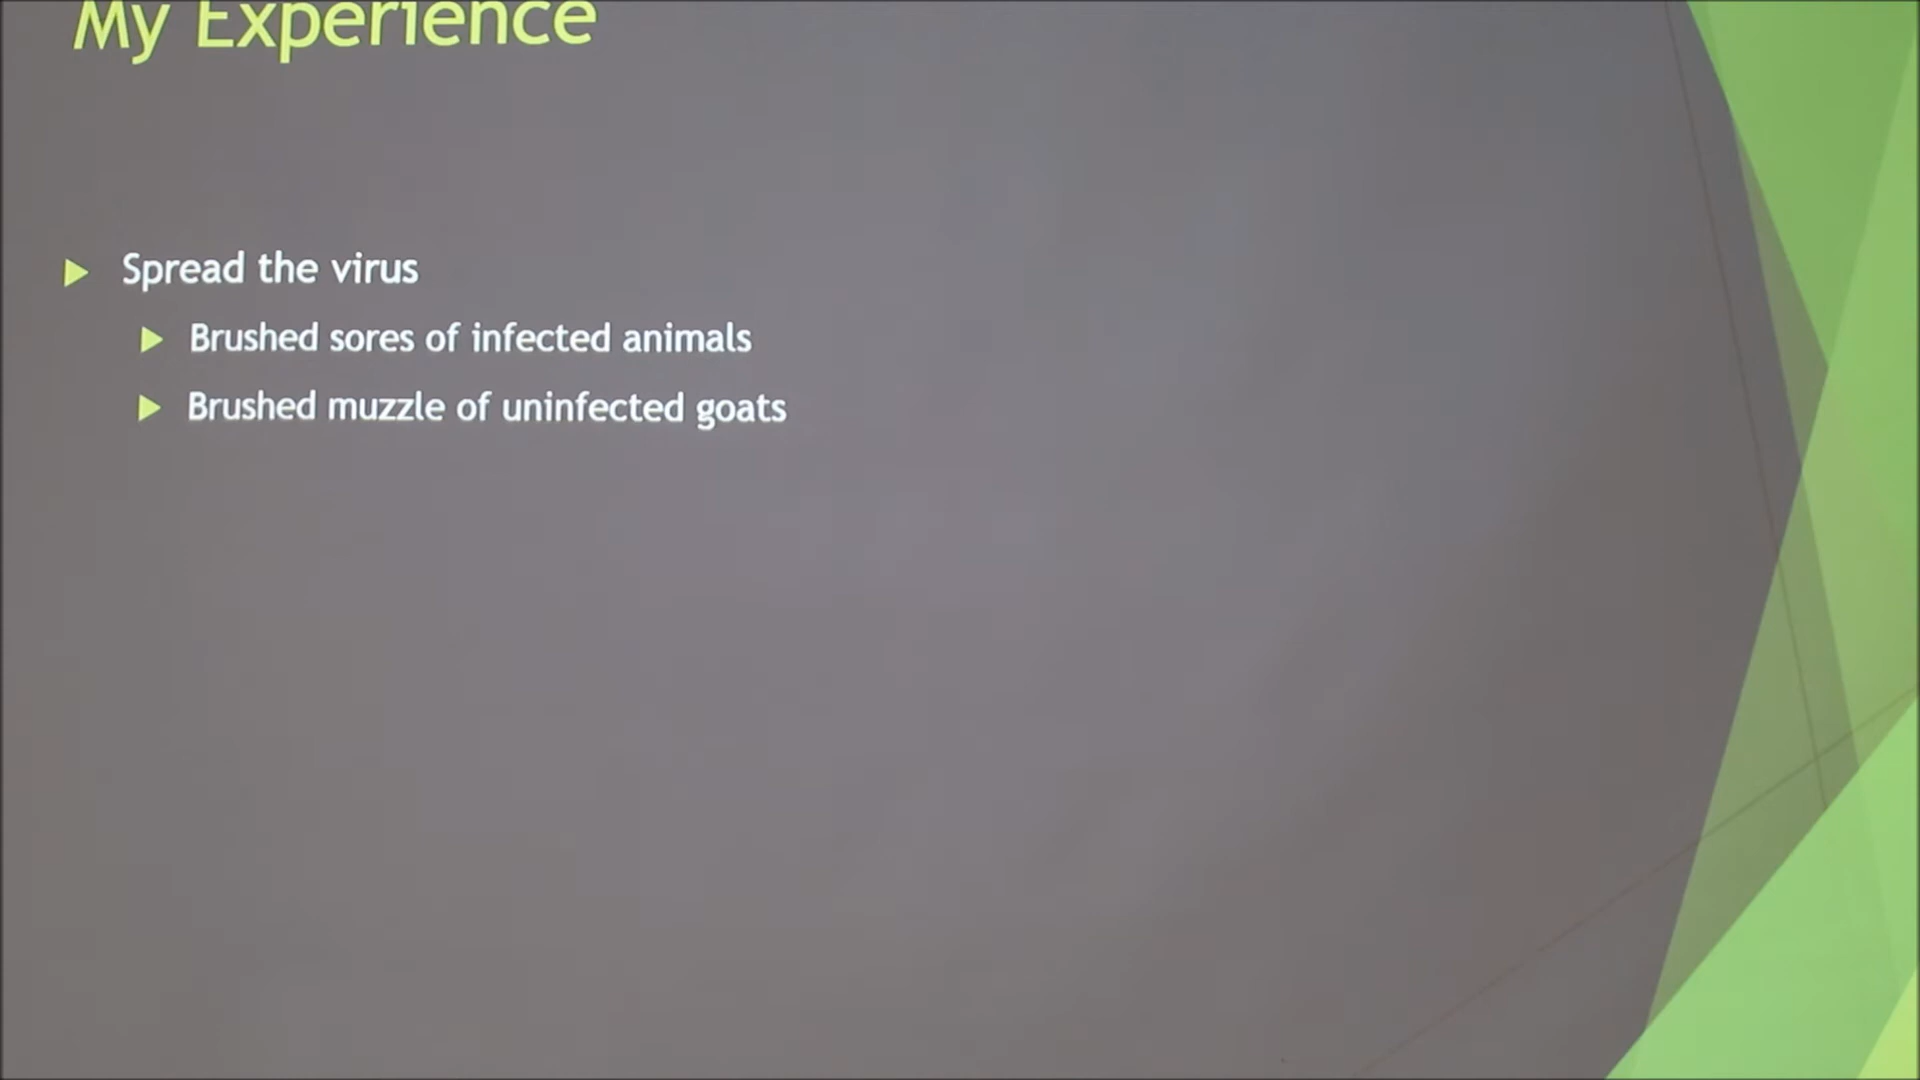 My Experience
Spread the virus
Brushed sores of infected animals
Brushed muzzle of uninfected goats